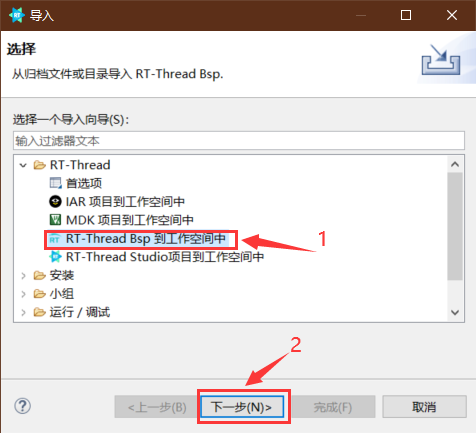 导入
选择
从归档文件或目录导入 RT-Thread Bsp.
选择一个导入向导(S):
输入过滤器文本
RT-Thread
首选项
IAR 项目到工作空间中
MDK 项目到工作空间中
RT-Thread Bsp 到工作空间中
1
RT-Thread Studio项目到工作空间中
安装
小组
运行 / 调试
2
<上一步(B) 下一步(N)> 完成(F) 取消